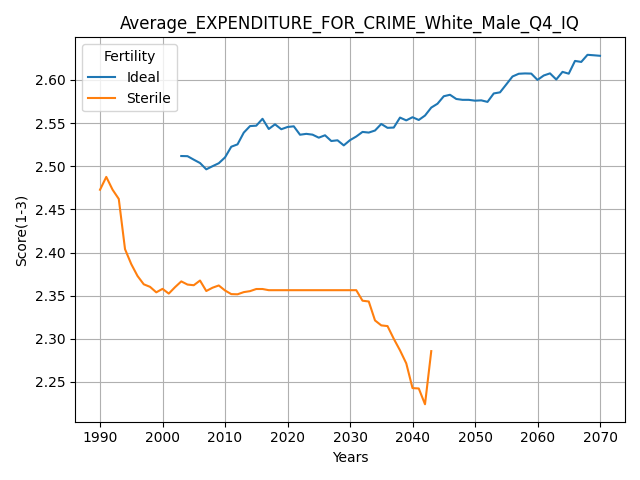 Average_EXPENDITURE_FOR_CRIME_White_Male_Q4_IQ
Fertility
Ideal
Sterile
Score(1-3)
2.60
2.55
2.50
2.45
2.40
2.35
2.30
2.25
1990 2000 2010 2020 2030 2040 2050 2060 2070
Years